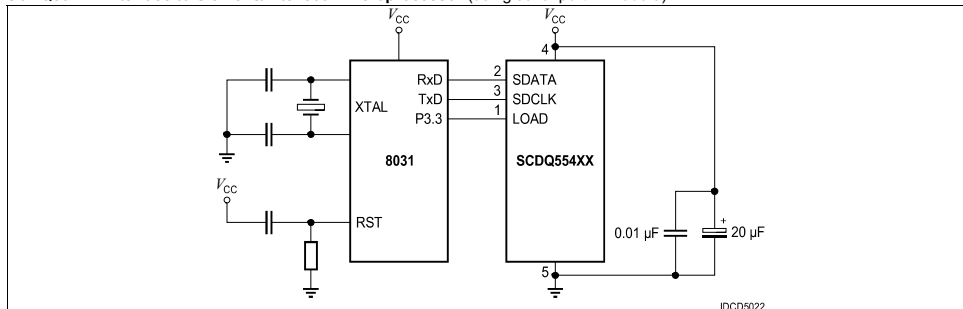 V_CC
V_CC
4
RxD
2
SDATA
XTAL
TxD
3
SDCLK
P3.3
1
LOAD
8031
SCDQ554XX
V_CC
RST
0.01 µF
+
20 µF
5
IDCD5022